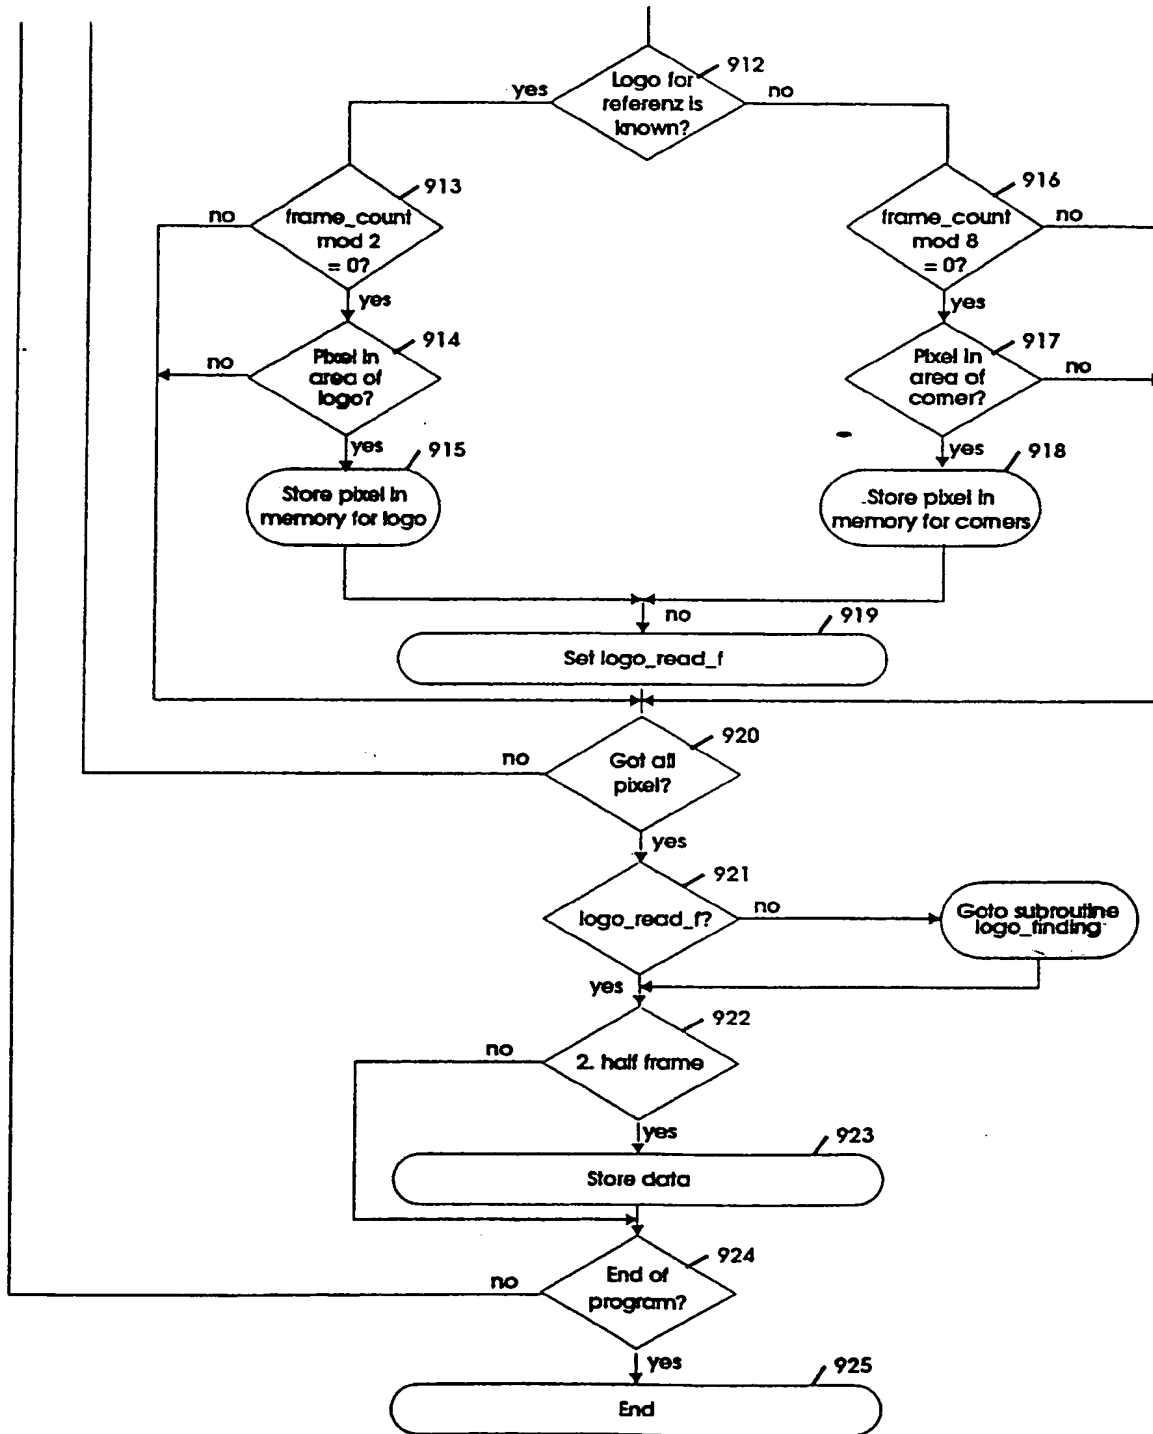 912
Logo for
referenz is
known?
yes
no
913
frame_count
mod 2
= 0?
no
yes
916
frame_count
mod 8
= 0?
no
yes
914
Pixel in
area of
logo?
no
yes
917
Pixel in
area of
corner?
no
yes
915
Store pixel in
memory for logo
918
Store pixel in
memory for corners
no
919
Set logo_read_f
920
Got all
pixel?
no
yes
921
logo_read_f?
no
Goto subroutine
logo_finding
yes
922
2. half frame
no
yes
923
Store data
924
End of
program?
no
yes
925
End